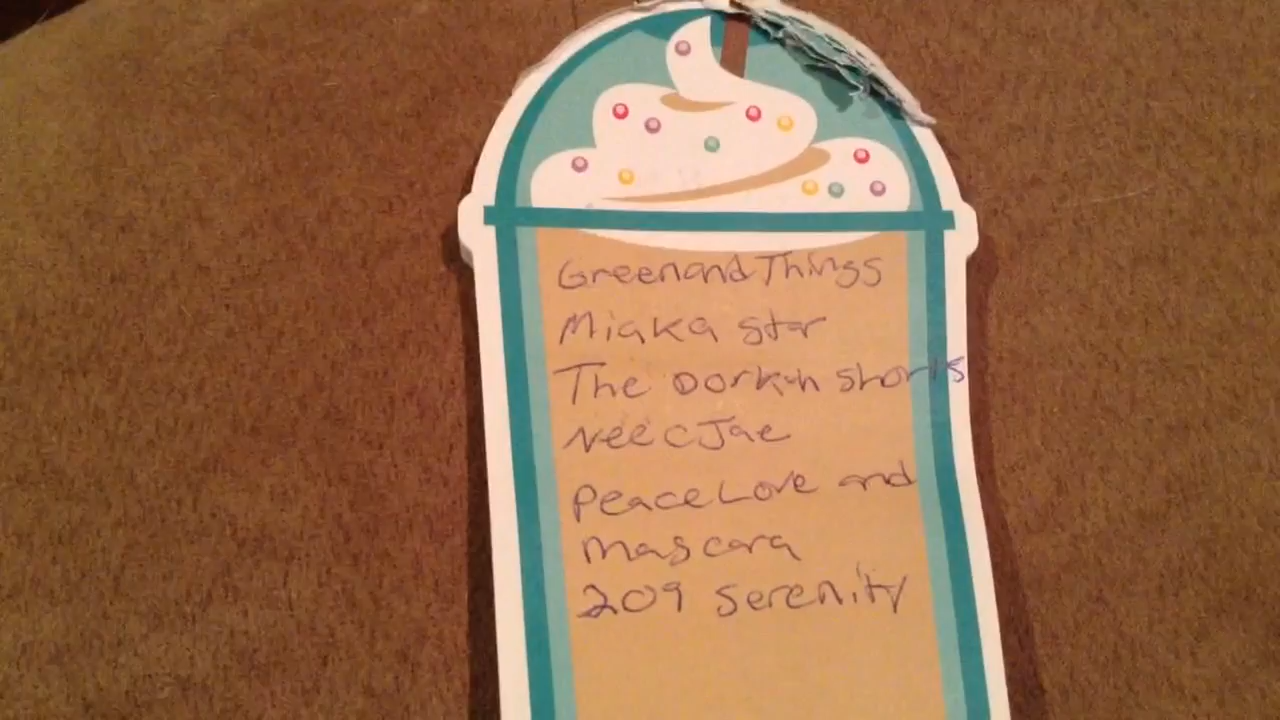 GreenandThings
Miaka star
The Dorkish shorts
NeecJae
PeaceLove and
mascara
209 serenity